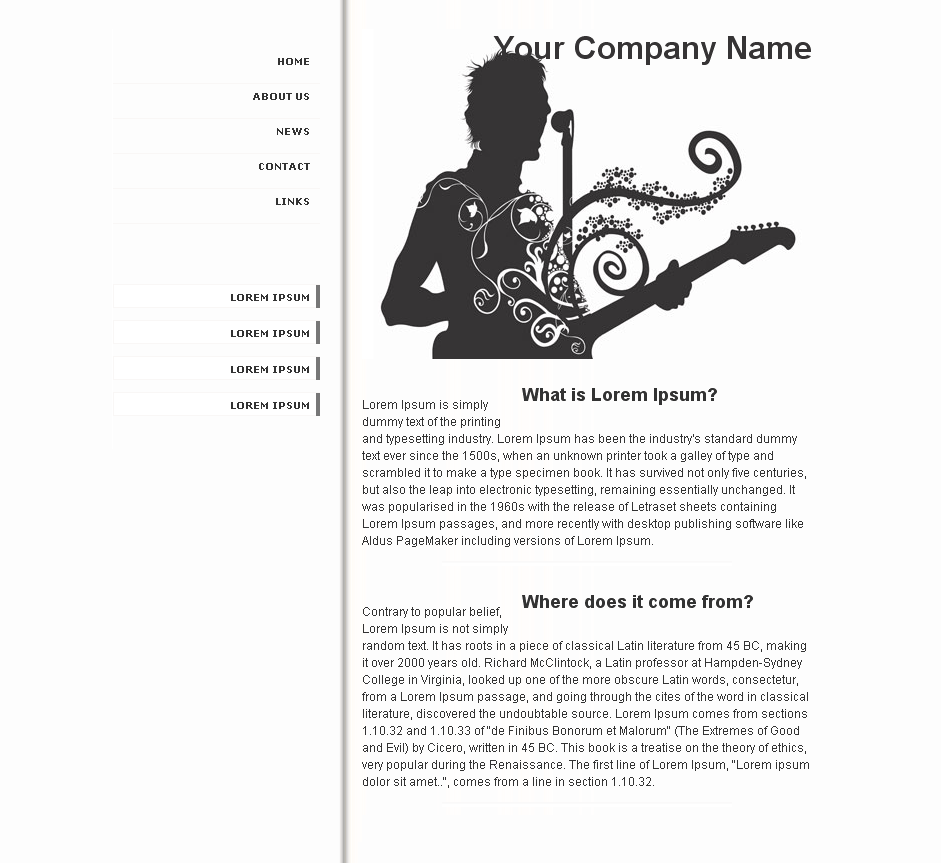 HOME
ABOUT US
NEWS
CONTACT
LINKS
LOREM IPSUM
LOREM IPSUM
LOREM IPSUM
LOREM IPSUM
Your Company Name
What is Lorem Ipsum?
Lorem Ipsum is simply
dummy text of the printing
and typesetting industry. Lorem Ipsum has been the industry's standard dummy
text ever since the 1500s, when an unknown printer took a galley of type and
scrambled it to make a type specimen book. It has survived not only five centuries,
but also the leap into electronic typesetting, remaining essentially unchanged. It
was popularised in the 1960s with the release of Letraset sheets containing
Lorem Ipsum passages, and more recently with desktop publishing software like
Aldus PageMaker including versions of Lorem Ipsum.
Where does it come from?
Contrary to popular belief,
Lorem Ipsum is not simply
random text. It has roots in a piece of classical Latin literature from 45 BC, making
it over 2000 years old. Richard McClintock, a Latin professor at Hampden-Sydney
College in Virginia, looked up one of the more obscure Latin words, consectetur,
from a Lorem Ipsum passage, and going through the cites of the word in classical
literature, discovered the undoubtable source. Lorem Ipsum comes from sections
1.10.32 and 1.10.33 of "de Finibus Bonorum et Malorum" (The Extremes of Good
and Evil) by Cicero, written in 45 BC. This book is a treatise on the theory of ethics,
very popular during the Renaissance. The first line of Lorem Ipsum, "Lorem ipsum
dolor sit amet..", comes from a line in section 1.10.32.